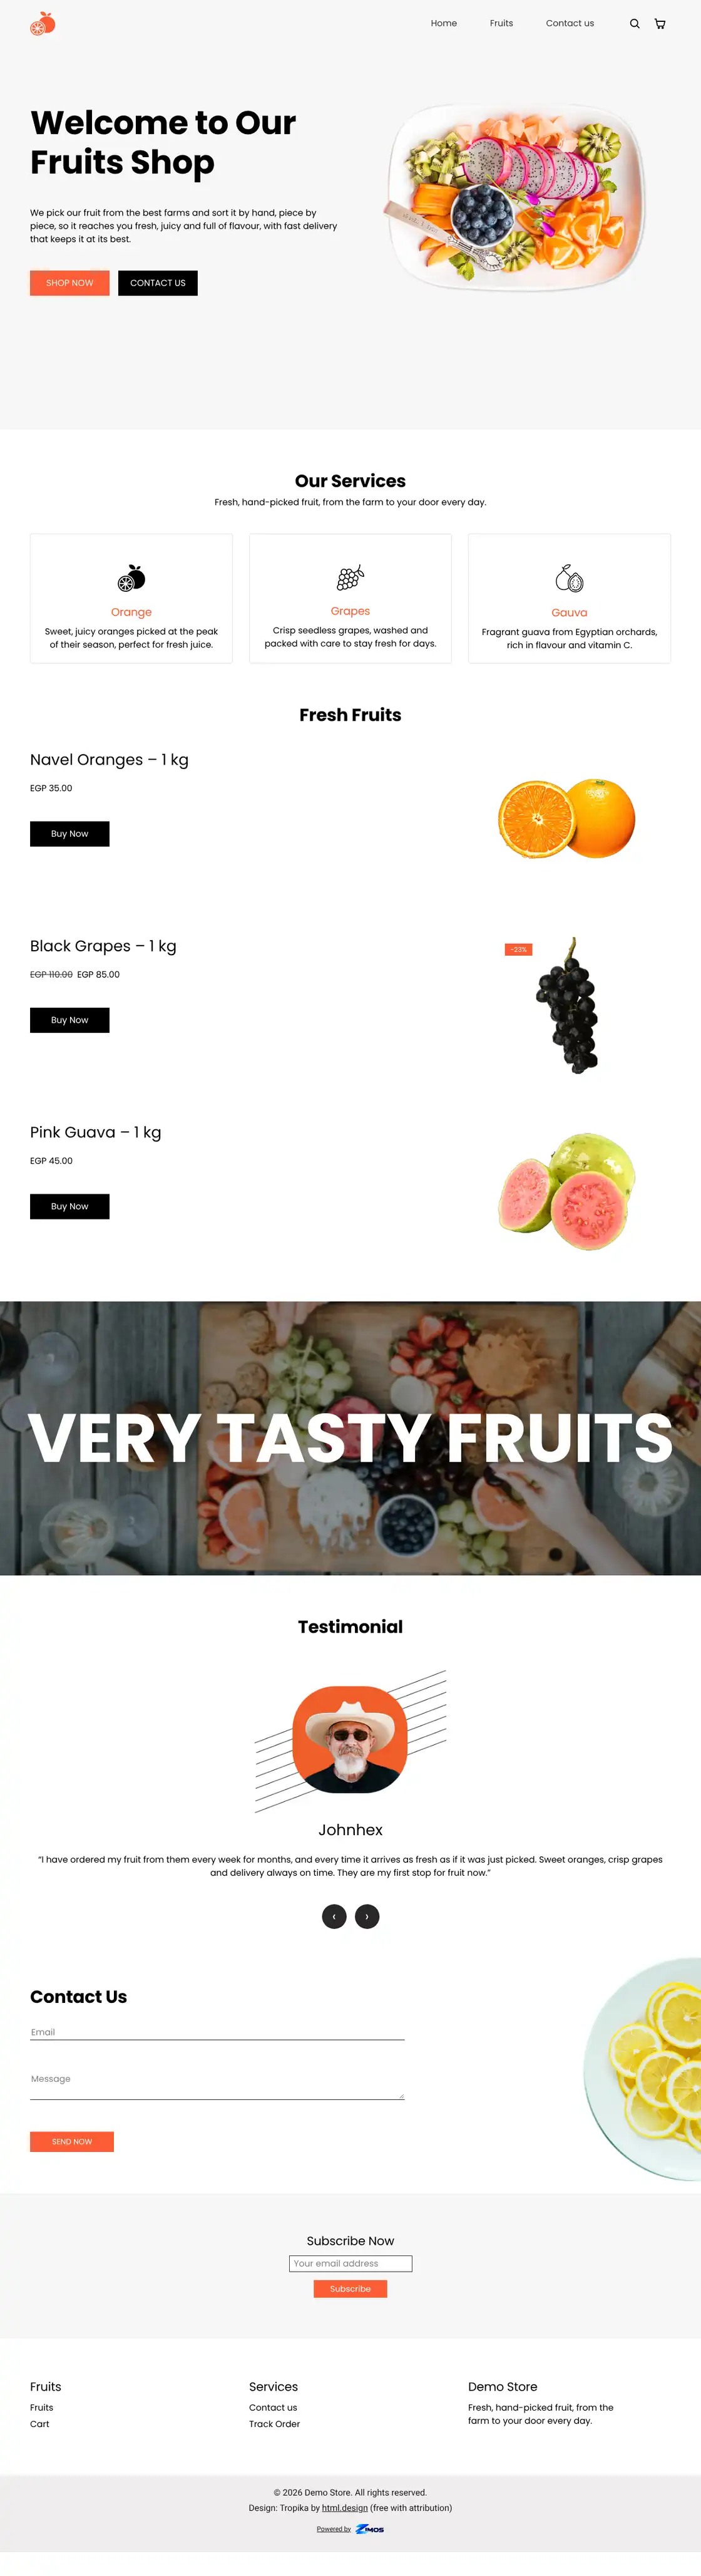 Home Fruits Contact us
Welcome to Our
Fruits Shop
We pick our fruit from the best farms and sort it by hand, piece by
piece, so it reaches you fresh, juicy and full of flavour, with fast delivery
that keeps it at its best.
SHOP NOW CONTACT US
Our Services
Fresh, hand-picked fruit, from the farm to your door every day.
Orange
Sweet, juicy oranges picked at the peak
of their season, perfect for fresh juice.
Grapes
Crisp seedless grapes, washed and
packed with care to stay fresh for days.
Gauva
Fragrant guava from Egyptian orchards,
rich in flavour and vitamin C.
Fresh Fruits
Navel Oranges – 1 kg
EGP 35.00
Buy Now
Black Grapes – 1 kg
EGP 110.00 EGP 85.00
Buy Now
-23%
Pink Guava – 1 kg
EGP 45.00
Buy Now
VERY TASTY FRUITS
Testimonial
Johnhex
“I have ordered my fruit from them every week for months, and every time it arrives as fresh as if it was just picked. Sweet oranges, crisp grapes
and delivery always on time. They are my first stop for fruit now.”
‹ ›
Contact Us
Email
Message
SEND NOW
Subscribe Now
Your email address
Subscribe
Fruits
Fruits
Cart
Services
Contact us
Track Order
Demo Store
Fresh, hand-picked fruit, from the
farm to your door every day.
© 2026 Demo Store. All rights reserved.
Design: Tropika by html.design (free with attribution)
Powered by ZIMOS